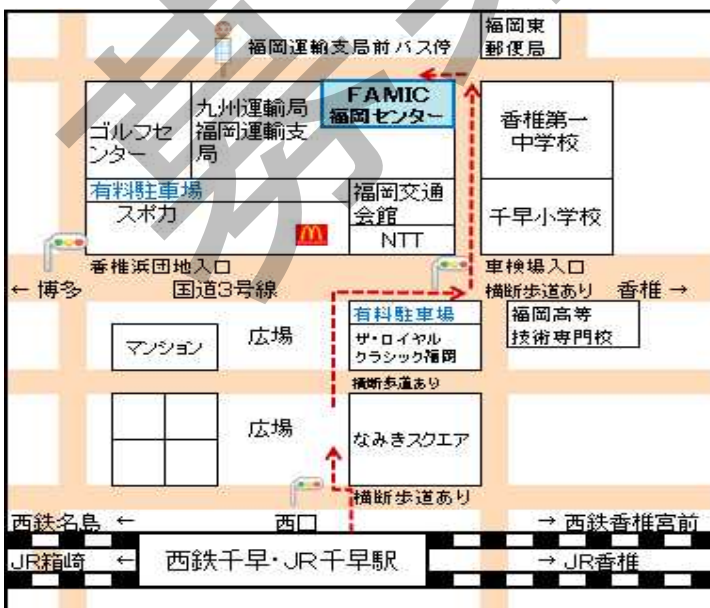 福岡東
郵便局
福岡運輸支局前バス停
FAMIC
福岡センター
九州運輸局
福岡運輸支
局
ゴルフセ
ンター
香椎第一
中学校
有料駐車場
スポカ
福岡交通
会館
NTT
千早小学校
香椎浜団地入口
車検場入口
← 博多
国道3号線
横断歩道あり
香椎 →
有料駐車場
ザ・ロイヤル
クラシック福岡
福岡高等
技術専門校
マンション
広場
横断歩道あり
広場
なみきスクエア
横断歩道あり
西鉄名島 ←
西口
→ 西鉄香椎宮前
JR箱崎 ←
西鉄千早・JR千早駅
→ JR香椎